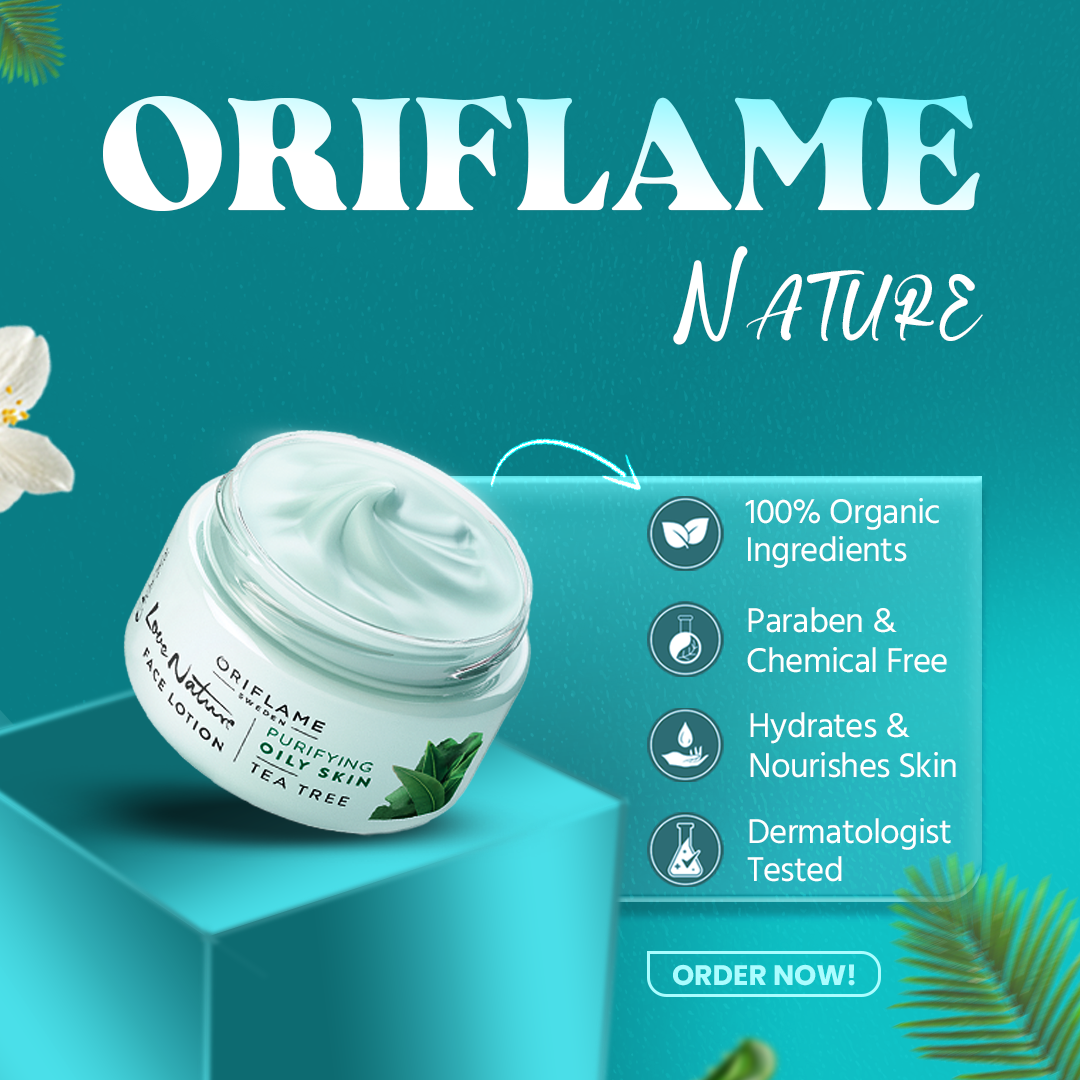 ORIFLAME
NATURE
100% Organic
Ingredients
Paraben &
Chemical Free
Hydrates &
Nourishes Skin
Dermatologist
Tested
Love Nature
FACE LOTION
ORIFLAME
SWEDEN
PURIFYING
OILY SKIN
TEA TREE
ORDER NOW!